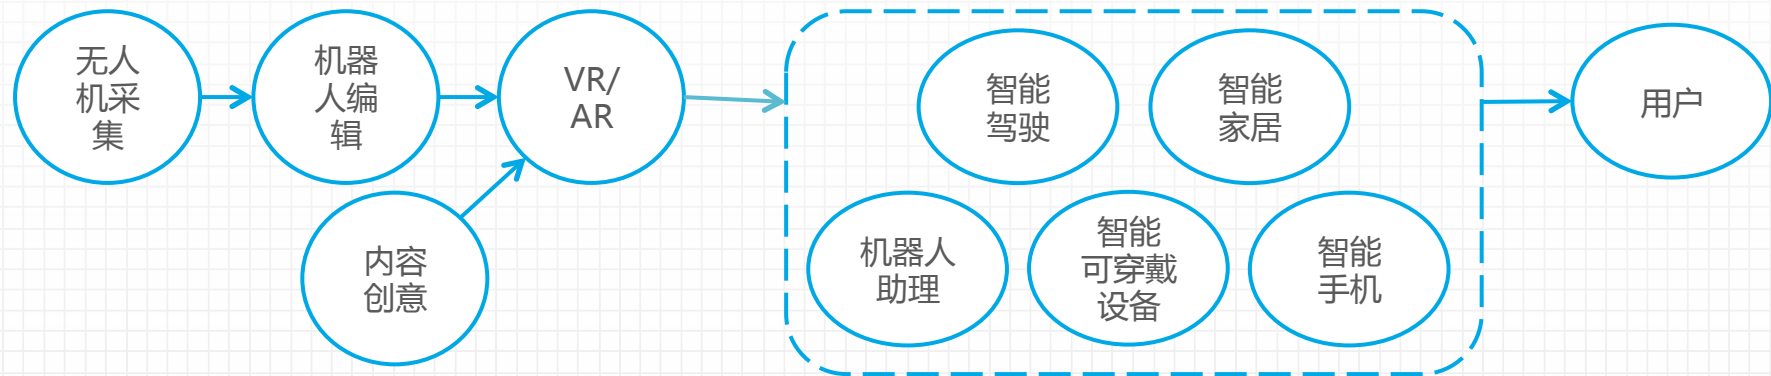 无人
机采
集
机器
人编
辑
VR/
AR
内容
创意
智能
驾驶
智能
家居
机器人
助理
智能
可穿戴
设备
智能
手机
用户